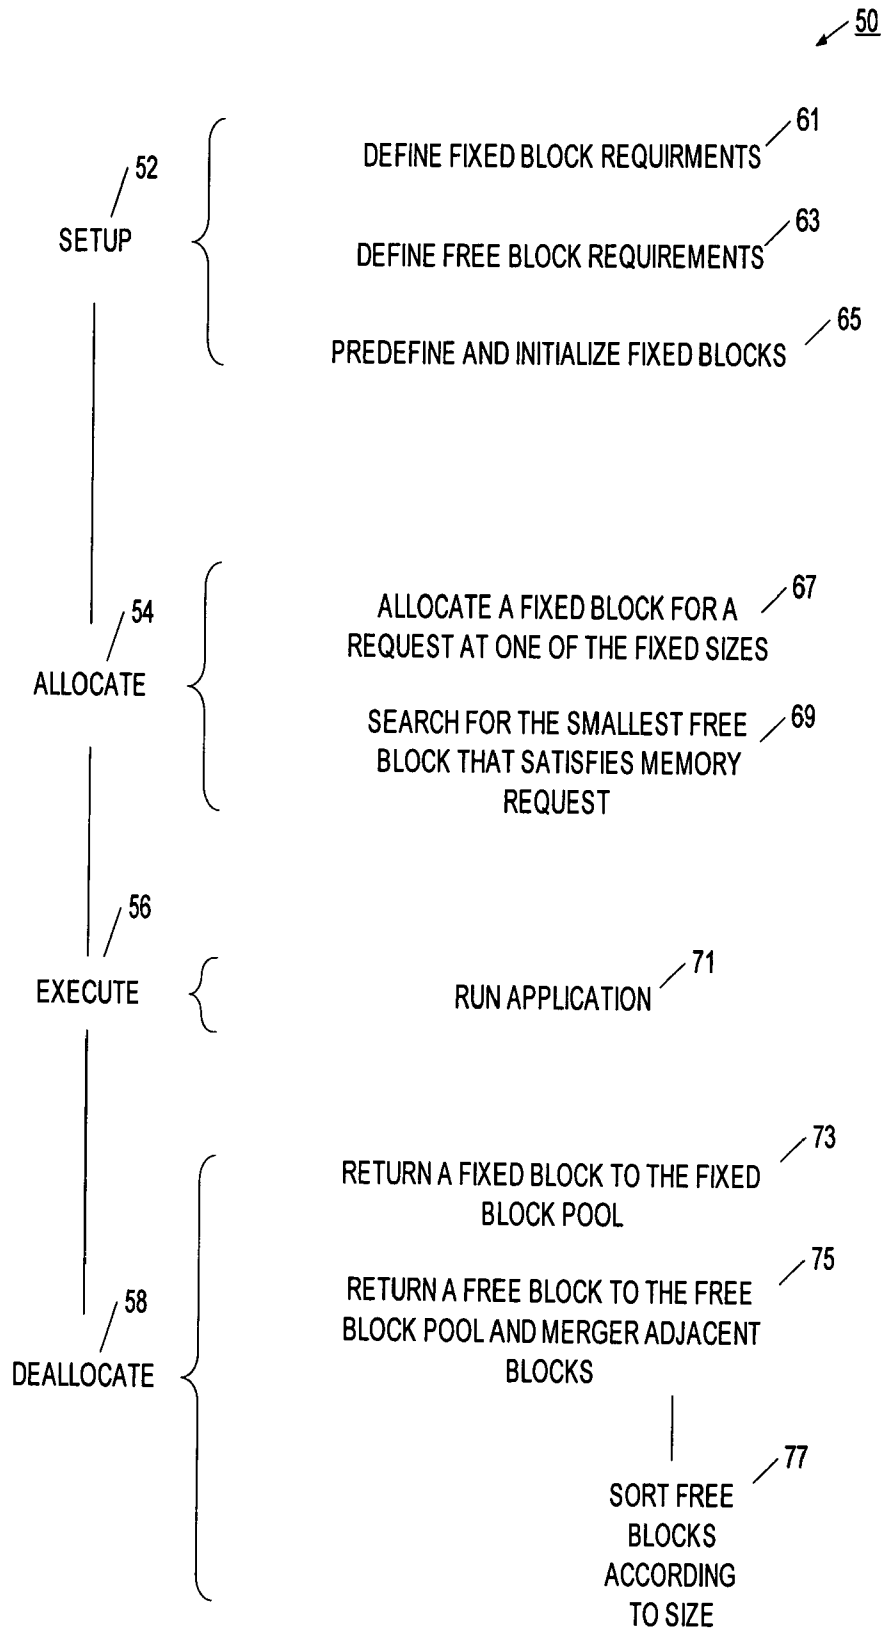 50
61
DEFINE FIXED BLOCK REQUIRMENTS
52
SETUP
63
DEFINE FREE BLOCK REQUIREMENTS
65
PREDEFINE AND INITIALIZE FIXED BLOCKS
54
ALLOCATE
67
ALLOCATE A FIXED BLOCK FOR A
REQUEST AT ONE OF THE FIXED SIZES
69
SEARCH FOR THE SMALLEST FREE
BLOCK THAT SATISFIES MEMORY
REQUEST
56
EXECUTE
71
RUN APPLICATION
73
RETURN A FIXED BLOCK TO THE FIXED
BLOCK POOL
58
DEALLOCATE
75
RETURN A FREE BLOCK TO THE FREE
BLOCK POOL AND MERGER ADJACENT
BLOCKS
77
SORT FREE
BLOCKS
ACCORDING
TO SIZE